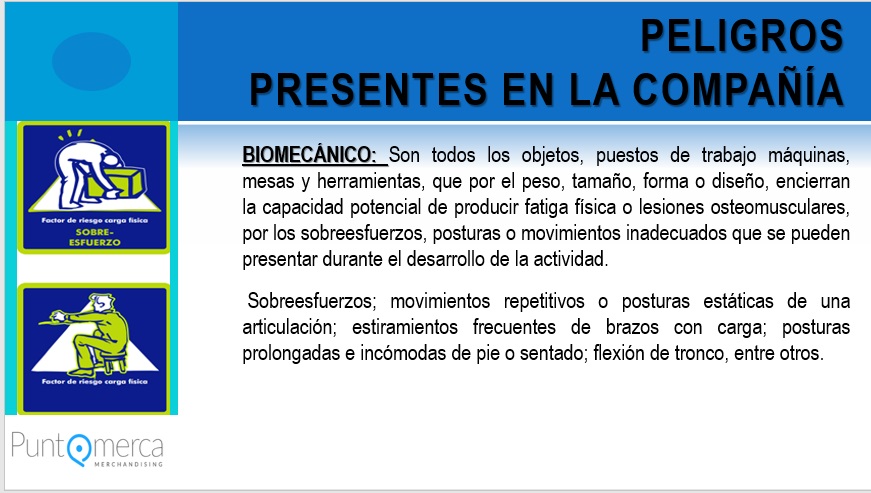 PELIGROS
PRESENTES EN LA COMPAÑÍA
BIOMECÁNICO: Son todos los objetos, puestos de trabajo máquinas,
mesas y herramientas, que por el peso, tamaño, forma o diseño, encierran
la capacidad potencial de producir fatiga física o lesiones osteomusculares,
por los sobreesfuerzos, posturas o movimientos inadecuados que se pueden
presentar durante el desarrollo de la actividad.
Sobreesfuerzos; movimientos repetitivos o posturas estáticas de una
articulación; estiramientos frecuentes de brazos con carga; posturas
prolongadas e incómodas de pie o sentado; flexión de tronco, entre otros.
Factor de riesgo carga física
SOBRE-
ESFUERZO
Factor de riesgo carga física
Puntomerca
MERCHANDISING